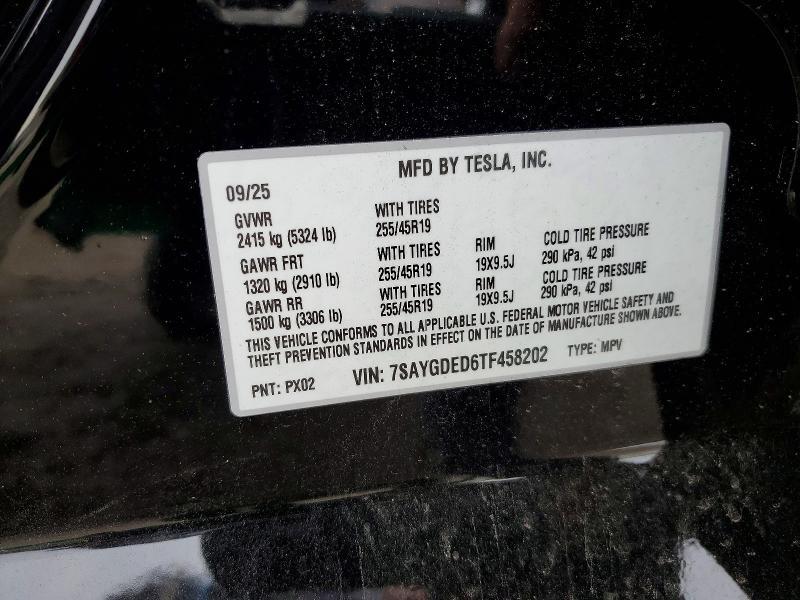 MFD BY TESLA, INC.
09/25
GVWR WITH TIRES
2415 kg (5324 lb) 255/45R19
GAWR FRT WITH TIRES RIM COLD TIRE PRESSURE
1320 kg (2910 lb) 255/45R19 19X9.5J 290 kPa, 42 psi
GAWR RR WITH TIRES RIM COLD TIRE PRESSURE
1500 kg (3306 lb) 255/45R19 19X9.5J 290 kPa, 42 psi
THIS VEHICLE CONFORMS TO ALL APPLICABLE U.S. FEDERAL MOTOR VEHICLE SAFETY AND
THEFT PREVENTION STANDARDS IN EFFECT ON THE DATE OF MANUFACTURE SHOWN ABOVE.
PNT: PX02 VIN: 7SAYGDED6TF458202 TYPE: MPV